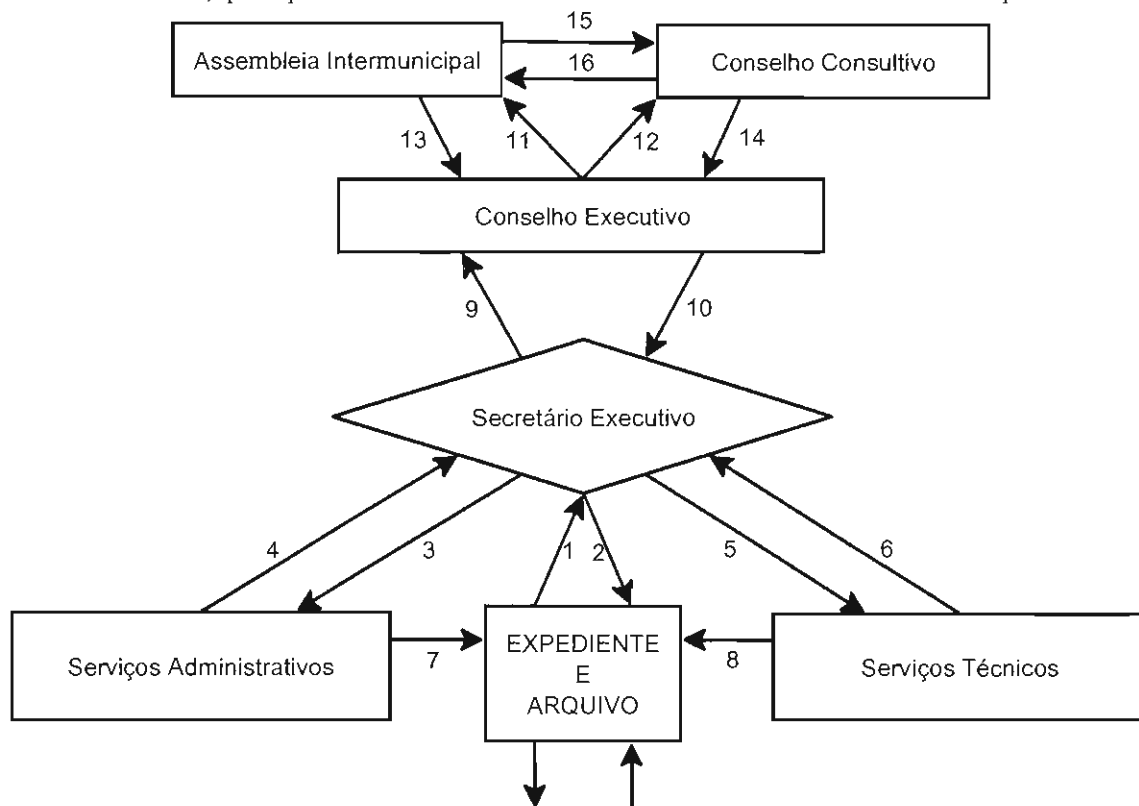 15
Assembleia Intermunicipal
16
Conselho Consultivo
13
11
12
14
Conselho Executivo
9
10
Secretário Executivo
4
3
1
2
5
6
Serviços Administrativos
7
EXPEDIENTE
E
ARQUIVO
8
Serviços Técnicos